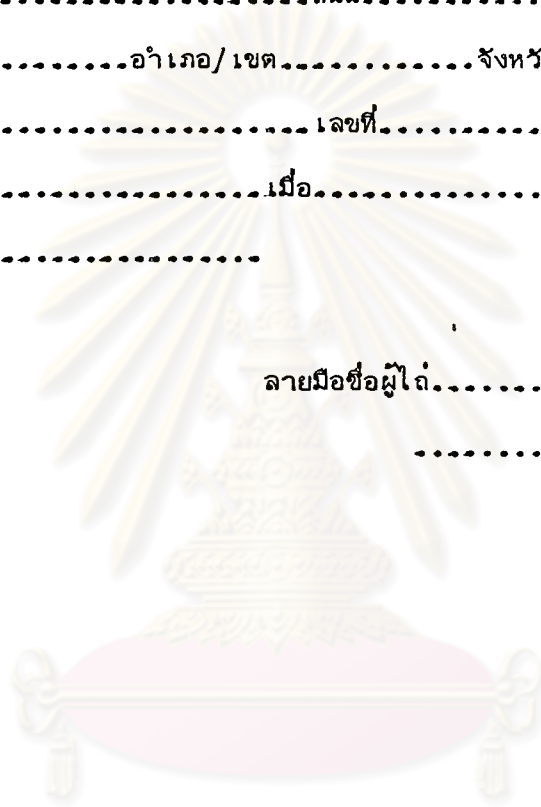 ........อำเภอ/เขต.............จังหวั
....................เลขที่...........
.................เมื่อ...............
................
ลายมือชื่อผู้ไถ่.......
........